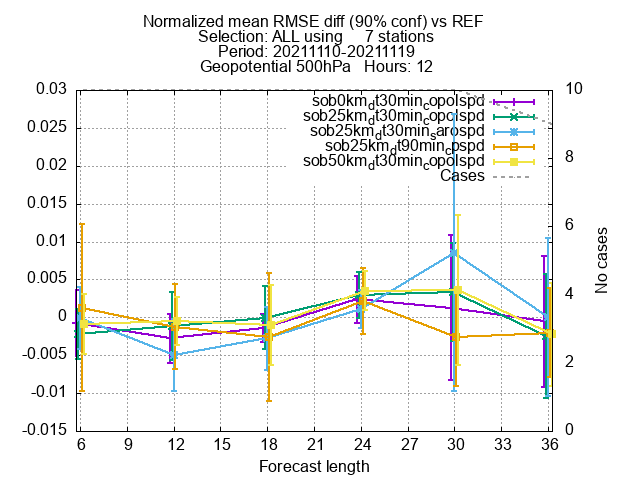 Normalized mean RMSE diff (90% conf) vs REF
Selection: ALL using 7 stations
Period: 20211110-20211119
Geopotential 500hPa Hours: 12
0.03
0.025
0.02
0.015
0.01
0.005
0
-0.005
-0.01
-0.015
sob0km_dt30min_copolspd
sob25km_dt30min_copolspd
sob25km_dt30min_sarospd
sob25km_dt90min_cpspd
sob50km_dt30min_copolspd
Cases
10
8
6
4
2
0
No cases
6 9 12 15 18 21 24 27 30 33 36
Forecast length